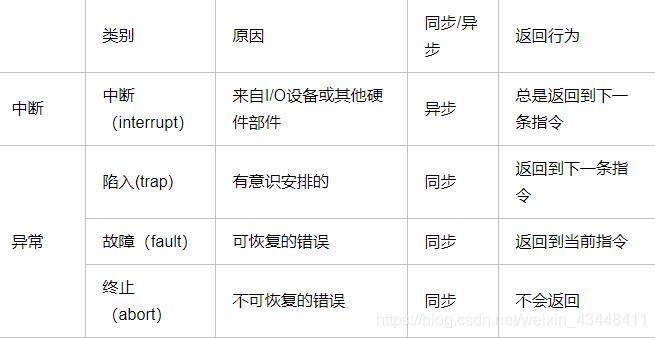 类别
原因
同步/异
步
返回行为
中断
中断
（interrupt）
来自I/O设备或其他硬
件部件
异步
总是返回到下一
条指令
异常
陷入(trap)
有意识安排的
同步
返回到下一条指
令
故障（fault）
可恢复的错误
同步
返回到当前指令
终止
（abort）
不可恢复的错误
同步
不会返回
https://blog.csdn.net/weixin_43448411